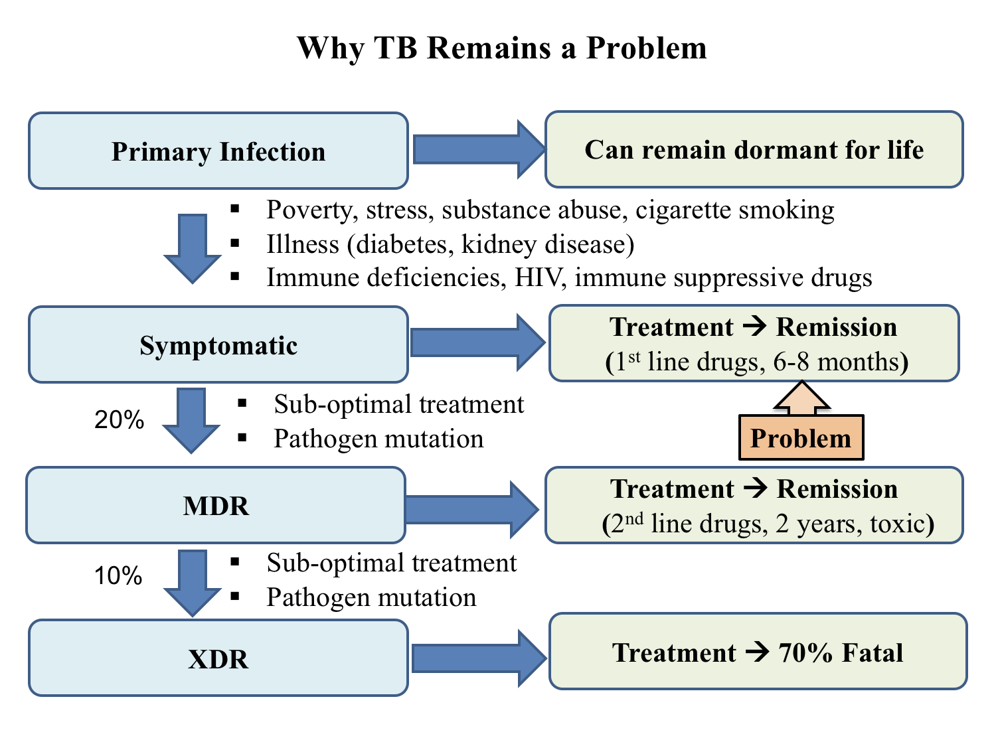 Why TB Remains a Problem
Primary Infection
Can remain dormant for life
▪ Poverty, stress, substance abuse, cigarette smoking
▪ Illness (diabetes, kidney disease)
▪ Immune deficiencies, HIV, immune suppressive drugs
Symptomatic
Treatment → Remission
(1st line drugs, 6-8 months)
20%
▪ Sub-optimal treatment
▪ Pathogen mutation
Problem
MDR
Treatment → Remission
(2nd line drugs, 2 years, toxic)
10%
▪ Sub-optimal treatment
▪ Pathogen mutation
XDR
Treatment → 70% Fatal